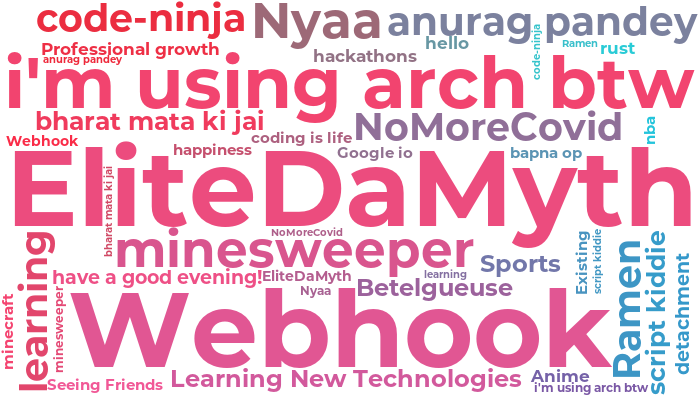 code-ninja
Nyaa
anurag pandey
hello
code-ninja
Ramen
rust
Professional growth
anurag pandey
hackathons
i'm using arch btw
bharat mata ki jai
NoMoreCovid
nba
Webhook
coding is life
happiness
Google io
bapna op
EliteDaMyth
bharat mata ki jai
NoMoreCovid
learning
minesweeper
Existing
script kiddie
Ramen
script kiddie
detachment
Sports
have a good evening!
EliteDaMyth
learning
minesweeper
minecraft
Nyaa
Betelgueuse
Webhook
Seeing Friends
Learning New Technologies
Anime
i'm using arch btw